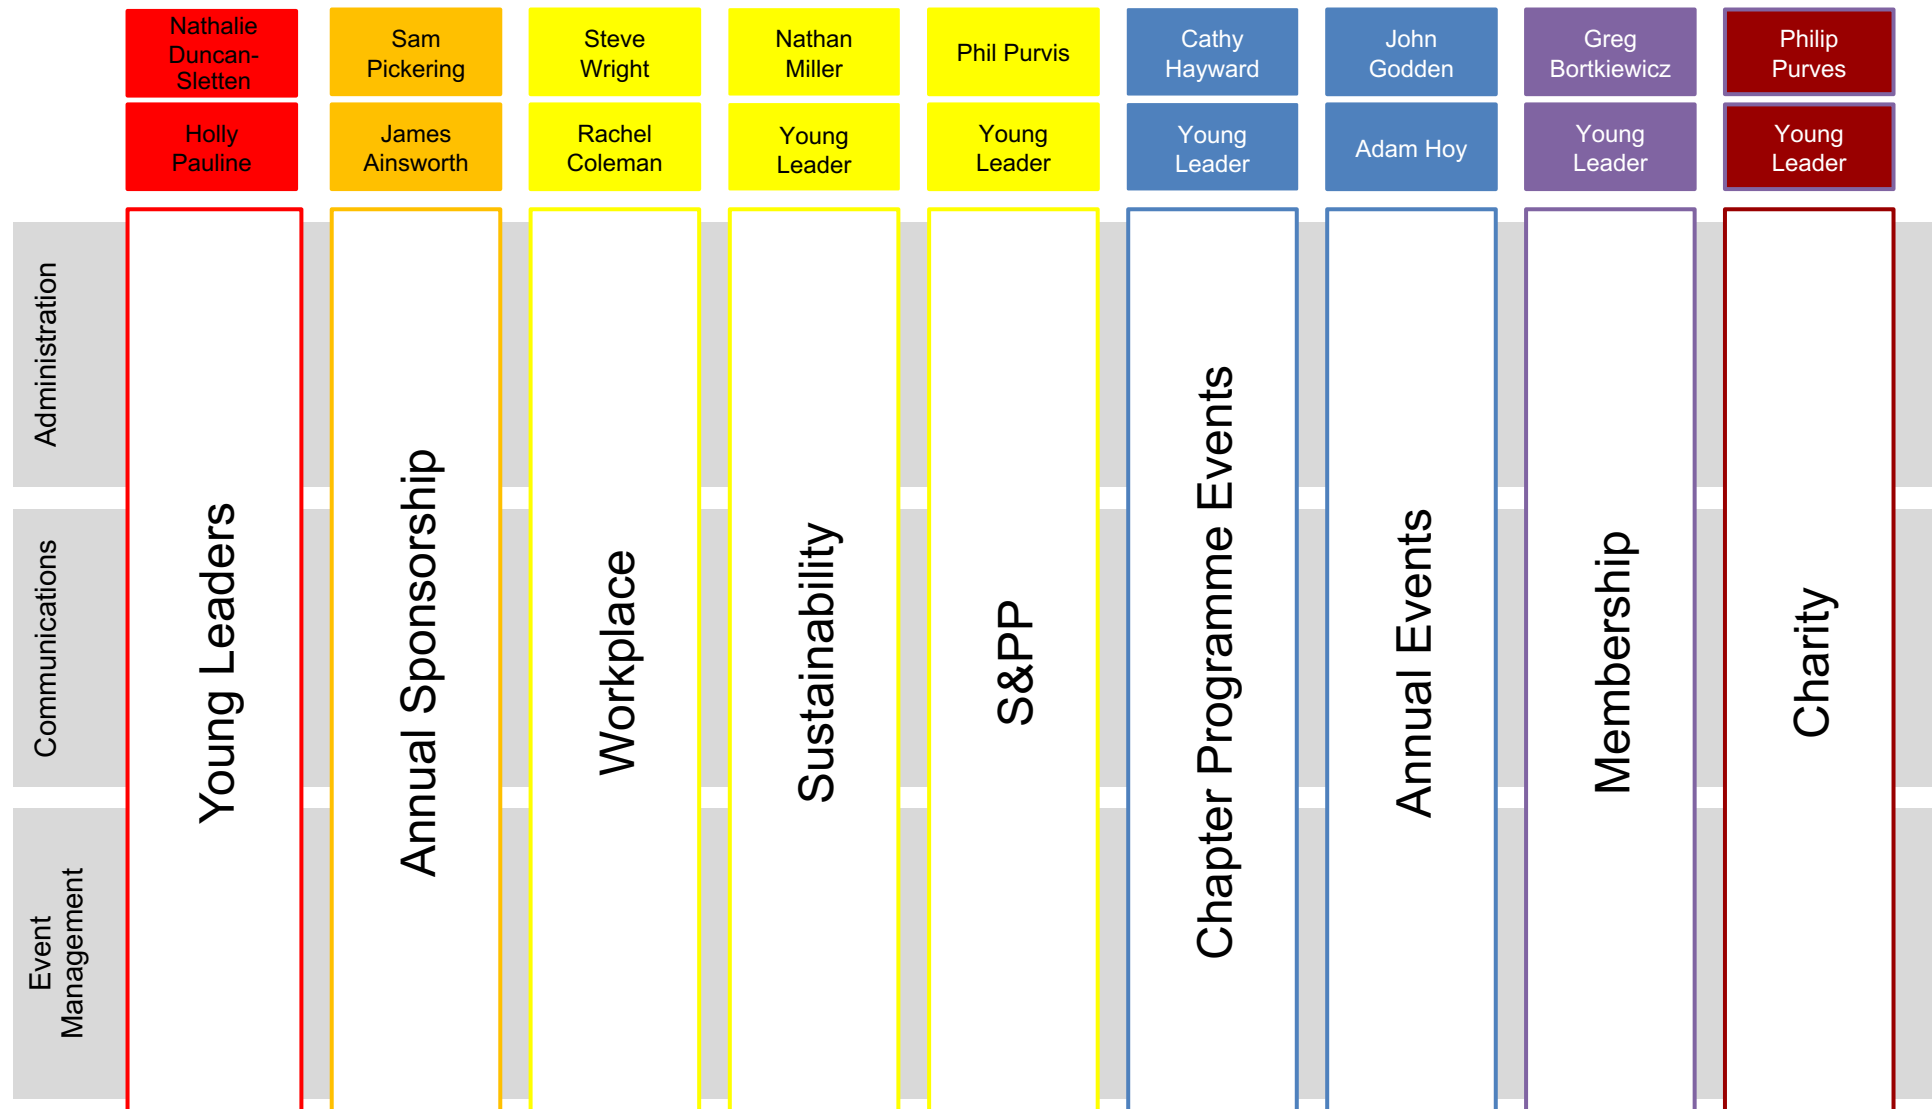 Nathalie
Duncan-
Sletten
Sam
Pickering
Steve
Wright
Nathan
Miller
Phil Purvis
Cathy
Hayward
John
Godden
Greg
Bortkiewicz
Philip
Purves
Holly
Pauline
James
Ainsworth
Rachel
Coleman
Young
Leader
Young
Leader
Young
Leader
Adam Hoy
Young
Leader
Young
Leader
Administration
Communications
Event
Management
Young Leaders
Annual Sponsorship
Workplace
Sustainability
S&PP
Chapter Programme Events
Annual Events
Membership
Charity